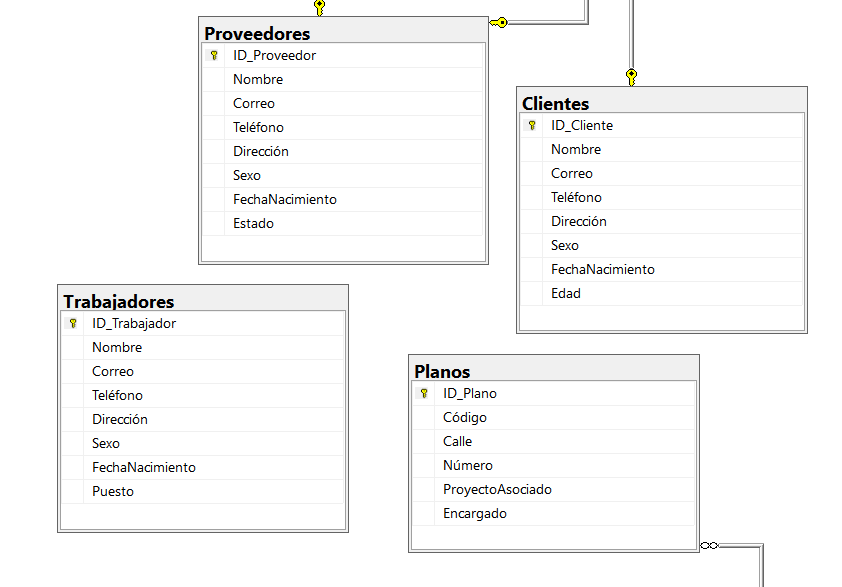 Proveedores
ID_Proveedor
Nombre
Correo
Teléfono
Dirección
Sexo
FechaNacimiento
Estado
Clientes
ID_Cliente
Nombre
Correo
Teléfono
Dirección
Sexo
FechaNacimiento
Edad
Trabajadores
ID_Trabajador
Nombre
Correo
Teléfono
Dirección
Sexo
FechaNacimiento
Puesto
Planos
ID_Plano
Código
Calle
Número
ProyectoAsociado
Encargado